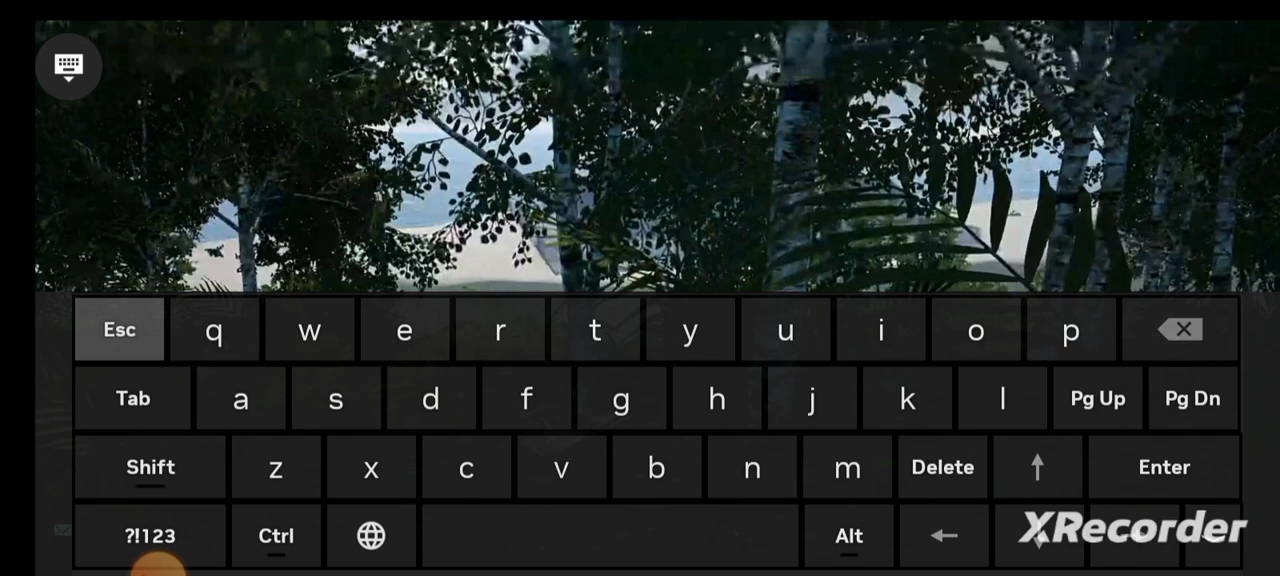 Esc q w e r t y u i o p
Tab a s d f g h j k l Pg Up Pg Dn
Shift z x c v b n m Delete ↑ Enter
?!123 Ctrl Alt ←
XRecorder